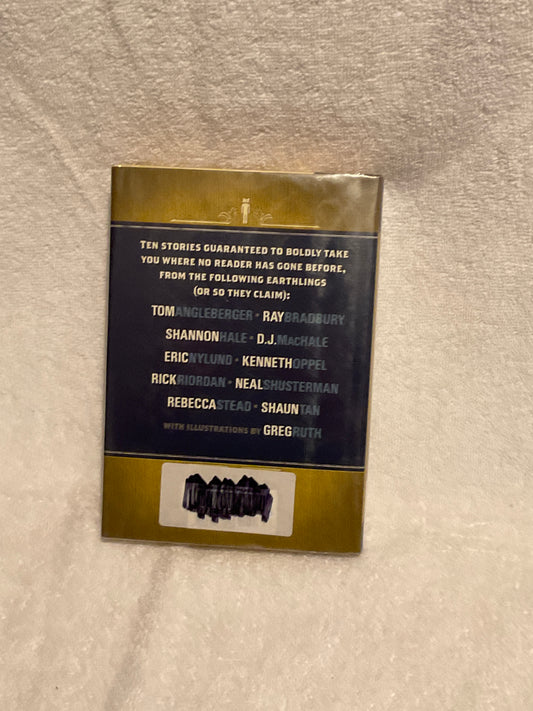 TEN STORIES GUARANTEED TO BOLDLY TAKE
YOU WHERE NO READER HAS GONE BEFORE,
FROM THE FOLLOWING EARTHLINGS
(OR SO THEY CLAIM):
TOMANGLEBERGER • RAYBRADBURY
SHANNONHALE • D.J.MACHALE
ERICNYLUND • KENNETHOPPEL
RICKRIORDAN • NEALSHUSTERMAN
REBECCASTEAD • SHAUNTAN
WITH ILLUSTRATIONS BY GREGRUTH